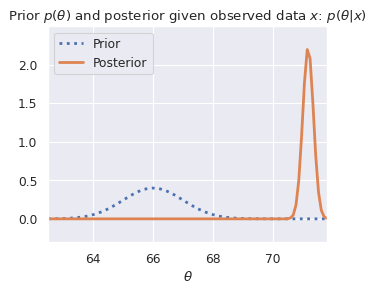 Prior p(θ) and posterior given observed data x: p(θ|x)
Prior
Posterior
2.0
1.5
1.0
0.5
0.0
64
66
68
70
θ